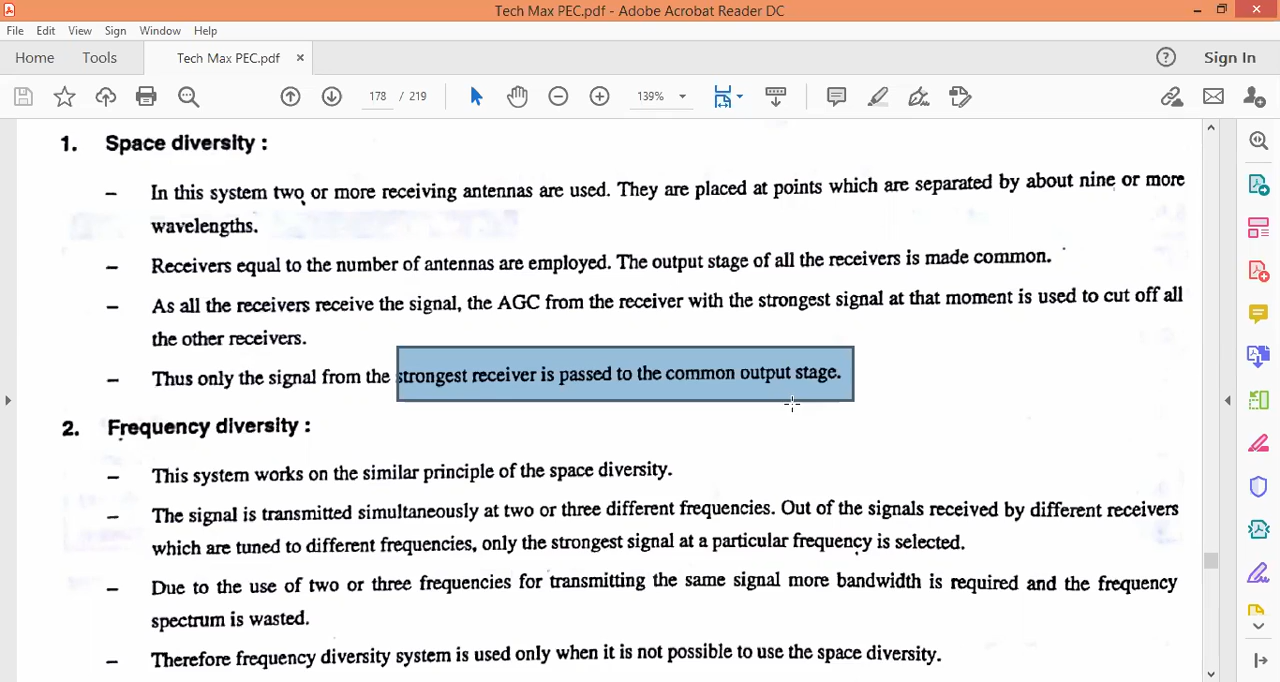 Tech Max PEC.pdf - Adobe Acrobat Reader DC
File Edit View Sign Window Help
Home Tools Tech Max PEC.pdf × Sign In
178 / 219 139%
1. Space diversity :
– In this system two or more receiving antennas are used. They are placed at points which are separated by about nine or more
wavelengths.
– Receivers equal to the number of antennas are employed. The output stage of all the receivers is made common.
– As all the receivers receive the signal, the AGC from the receiver with the strongest signal at that moment is used to cut off all
the other receivers.
– Thus only the signal from the strongest receiver is passed to the common output stage.
2. Frequency diversity :
– This system works on the similar principle of the space diversity.
– The signal is transmitted simultaneously at two or three different frequencies. Out of the signals received by different receivers
which are tuned to different frequencies, only the strongest signal at a particular frequency is selected.
– Due to the use of two or three frequencies for transmitting the same signal more bandwidth is required and the frequency
spectrum is wasted.
– Therefore frequency diversity system is used only when it is not possible to use the space diversity.